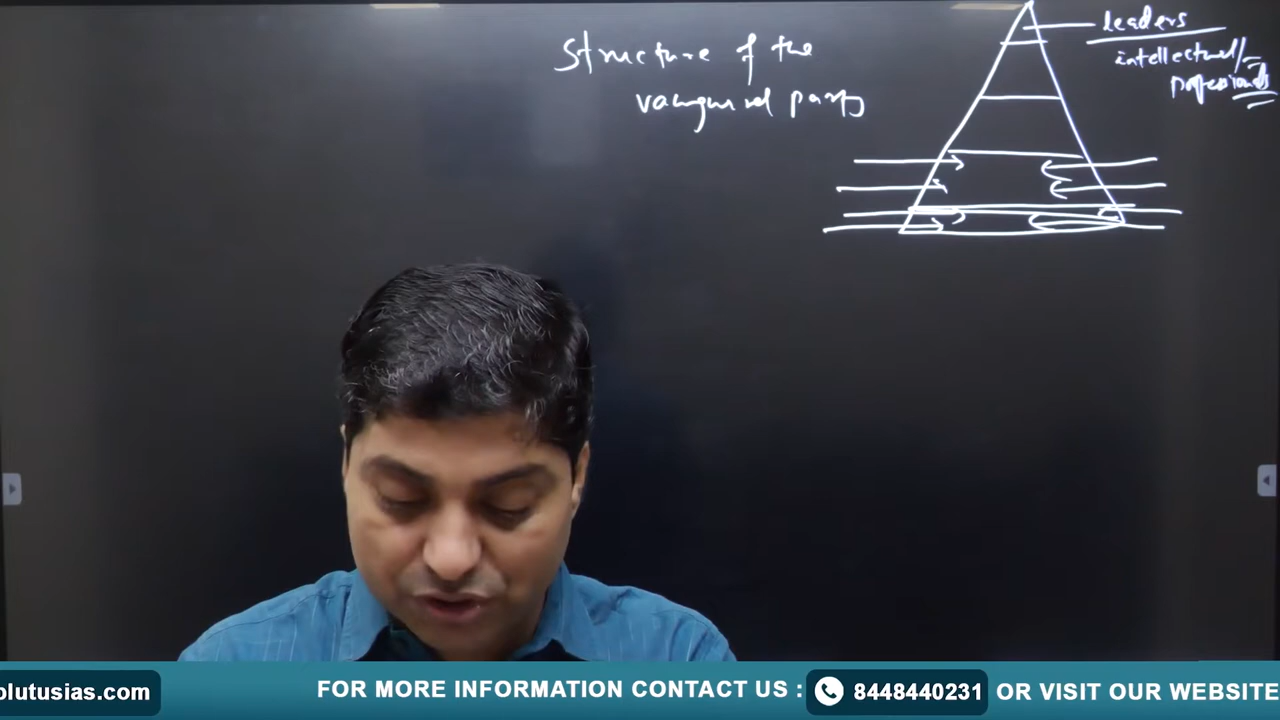 Structure of the
vanguard party
leaders
intellectual/
professionals
plutusias.com
FOR MORE INFORMATION CONTACT US :
8448440231
OR VISIT OUR WEBSITE